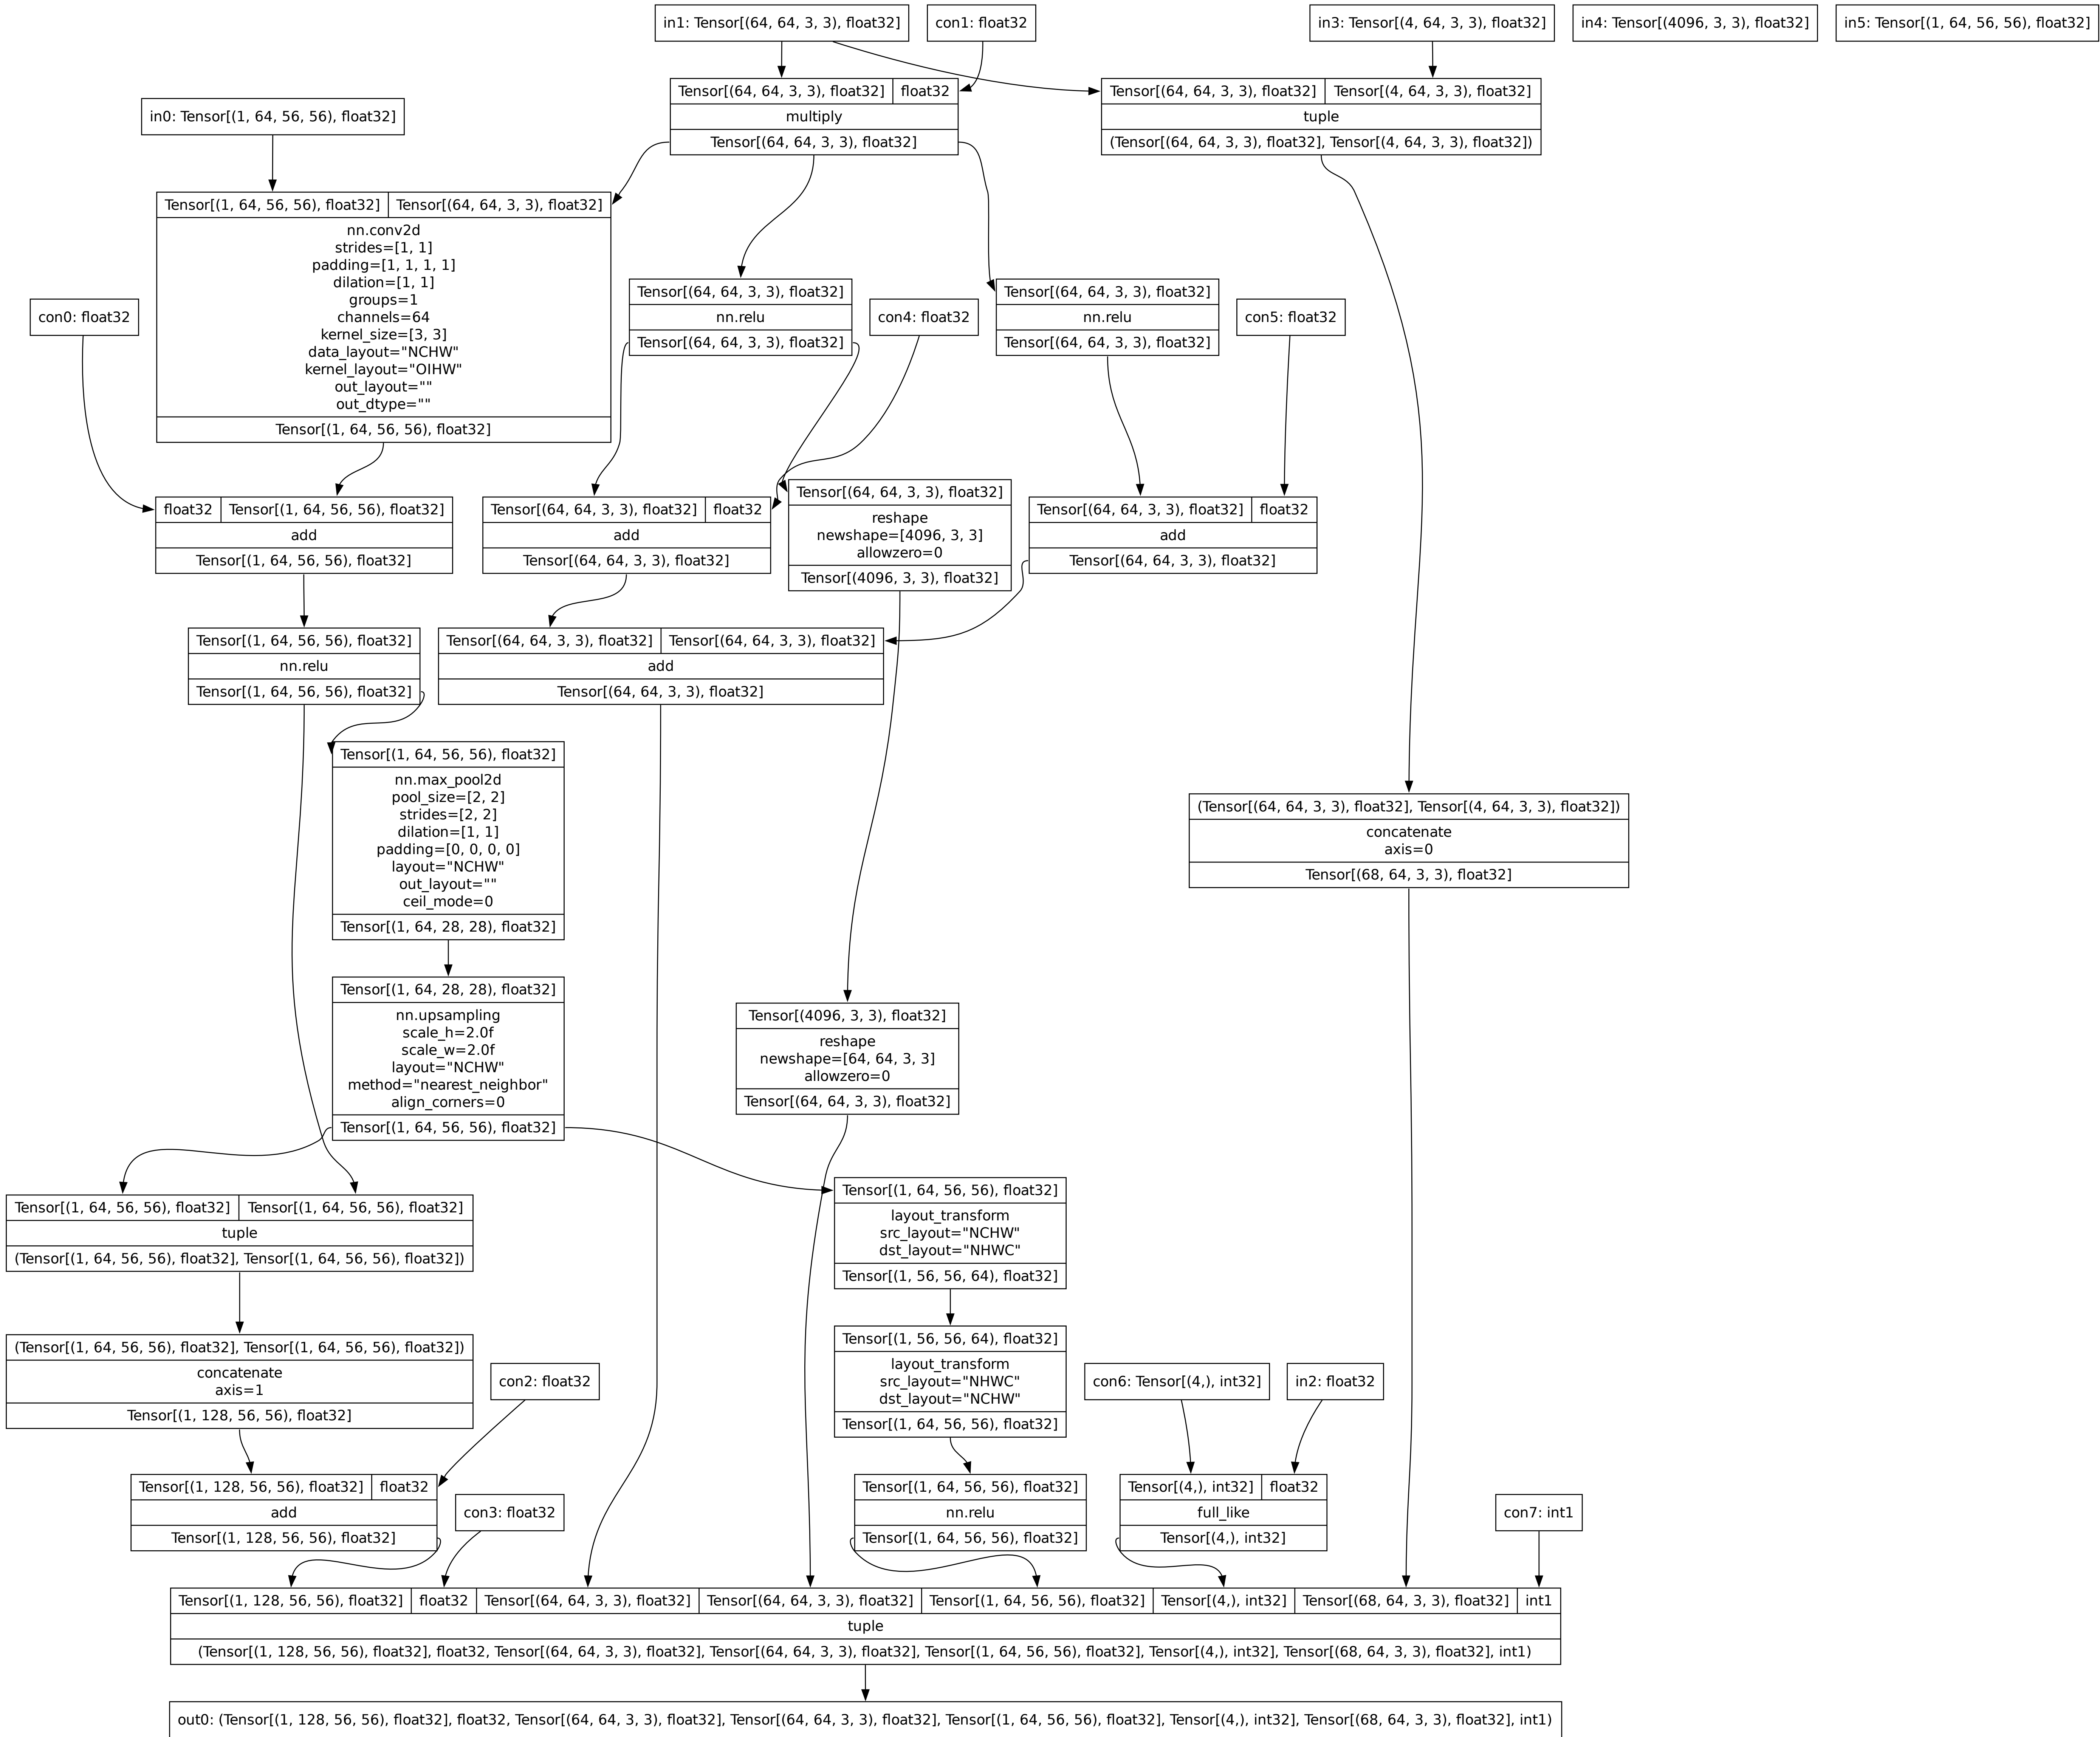 in1: Tensor[(64, 64, 3, 3), float32]
con1: float32
in3: Tensor[(4, 64, 3, 3), float32]
in4: Tensor[(4096, 3, 3), float32]
in5: Tensor[(1, 64, 56, 56), float32]
Tensor[(64, 64, 3, 3), float32]
float32
multiply
Tensor[(64, 64, 3, 3), float32]
Tensor[(64, 64, 3, 3), float32]
Tensor[(4, 64, 3, 3), float32]
tuple
(Tensor[(64, 64, 3, 3), float32], Tensor[(4, 64, 3, 3), float32])
in0: Tensor[(1, 64, 56, 56), float32]
Tensor[(1, 64, 56, 56), float32]
Tensor[(64, 64, 3, 3), float32]
nn.conv2d
strides=[1, 1]
padding=[1, 1, 1, 1]
dilation=[1, 1]
groups=1
channels=64
kernel_size=[3, 3]
data_layout="NCHW"
kernel_layout="OIHW"
out_layout=""
out_dtype=""
Tensor[(1, 64, 56, 56), float32]
con0: float32
Tensor[(64, 64, 3, 3), float32]
nn.relu
Tensor[(64, 64, 3, 3), float32]
con4: float32
Tensor[(64, 64, 3, 3), float32]
nn.relu
Tensor[(64, 64, 3, 3), float32]
con5: float32
float32
Tensor[(1, 64, 56, 56), float32]
add
Tensor[(1, 64, 56, 56), float32]
Tensor[(64, 64, 3, 3), float32]
float32
add
Tensor[(64, 64, 3, 3), float32]
Tensor[(64, 64, 3, 3), float32]
reshape
newshape=[4096, 3, 3]
allowzero=0
Tensor[(4096, 3, 3), float32]
Tensor[(64, 64, 3, 3), float32]
float32
add
Tensor[(64, 64, 3, 3), float32]
Tensor[(1, 64, 56, 56), float32]
nn.relu
Tensor[(1, 64, 56, 56), float32]
Tensor[(64, 64, 3, 3), float32]
Tensor[(64, 64, 3, 3), float32]
add
Tensor[(64, 64, 3, 3), float32]
Tensor[(1, 64, 56, 56), float32]
nn.max_pool2d
pool_size=[2, 2]
strides=[2, 2]
dilation=[1, 1]
padding=[0, 0, 0, 0]
layout="NCHW"
out_layout=""
ceil_mode=0
Tensor[(1, 64, 28, 28), float32]
(Tensor[(64, 64, 3, 3), float32], Tensor[(4, 64, 3, 3), float32])
concatenate
axis=0
Tensor[(68, 64, 3, 3), float32]
Tensor[(1, 64, 28, 28), float32]
nn.upsampling
scale_h=2.0f
scale_w=2.0f
layout="NCHW"
method="nearest_neighbor"
align_corners=0
Tensor[(1, 64, 56, 56), float32]
Tensor[(4096, 3, 3), float32]
reshape
newshape=[64, 64, 3, 3]
allowzero=0
Tensor[(64, 64, 3, 3), float32]
Tensor[(1, 64, 56, 56), float32]
Tensor[(1, 64, 56, 56), float32]
tuple
(Tensor[(1, 64, 56, 56), float32], Tensor[(1, 64, 56, 56), float32])
Tensor[(1, 64, 56, 56), float32]
layout_transform
src_layout="NCHW"
dst_layout="NHWC"
Tensor[(1, 56, 56, 64), float32]
(Tensor[(1, 64, 56, 56), float32], Tensor[(1, 64, 56, 56), float32])
concatenate
axis=1
Tensor[(1, 128, 56, 56), float32]
con2: float32
Tensor[(1, 56, 56, 64), float32]
layout_transform
src_layout="NHWC"
dst_layout="NCHW"
Tensor[(1, 64, 56, 56), float32]
con6: Tensor[(4,), int32]
in2: float32
Tensor[(1, 128, 56, 56), float32]
float32
add
Tensor[(1, 128, 56, 56), float32]
con3: float32
Tensor[(1, 64, 56, 56), float32]
nn.relu
Tensor[(1, 64, 56, 56), float32]
Tensor[(4,), int32]
float32
full_like
Tensor[(4,), int32]
con7: int1
Tensor[(1, 128, 56, 56), float32]
float32
Tensor[(64, 64, 3, 3), float32]
Tensor[(64, 64, 3, 3), float32]
Tensor[(1, 64, 56, 56), float32]
Tensor[(4,), int32]
Tensor[(68, 64, 3, 3), float32]
int1
tuple
(Tensor[(1, 128, 56, 56), float32], float32, Tensor[(64, 64, 3, 3), float32], Tensor[(64, 64, 3, 3), float32], Tensor[(1, 64, 56, 56), float32], Tensor[(4,), int32], Tensor[(68, 64, 3, 3), float32], int1)
out0: (Tensor[(1, 128, 56, 56), float32], float32, Tensor[(64, 64, 3, 3), float32], Tensor[(64, 64, 3, 3), float32], Tensor[(1, 64, 56, 56), float32], Tensor[(4,), int32], Tensor[(68, 64, 3, 3), float32], int1)